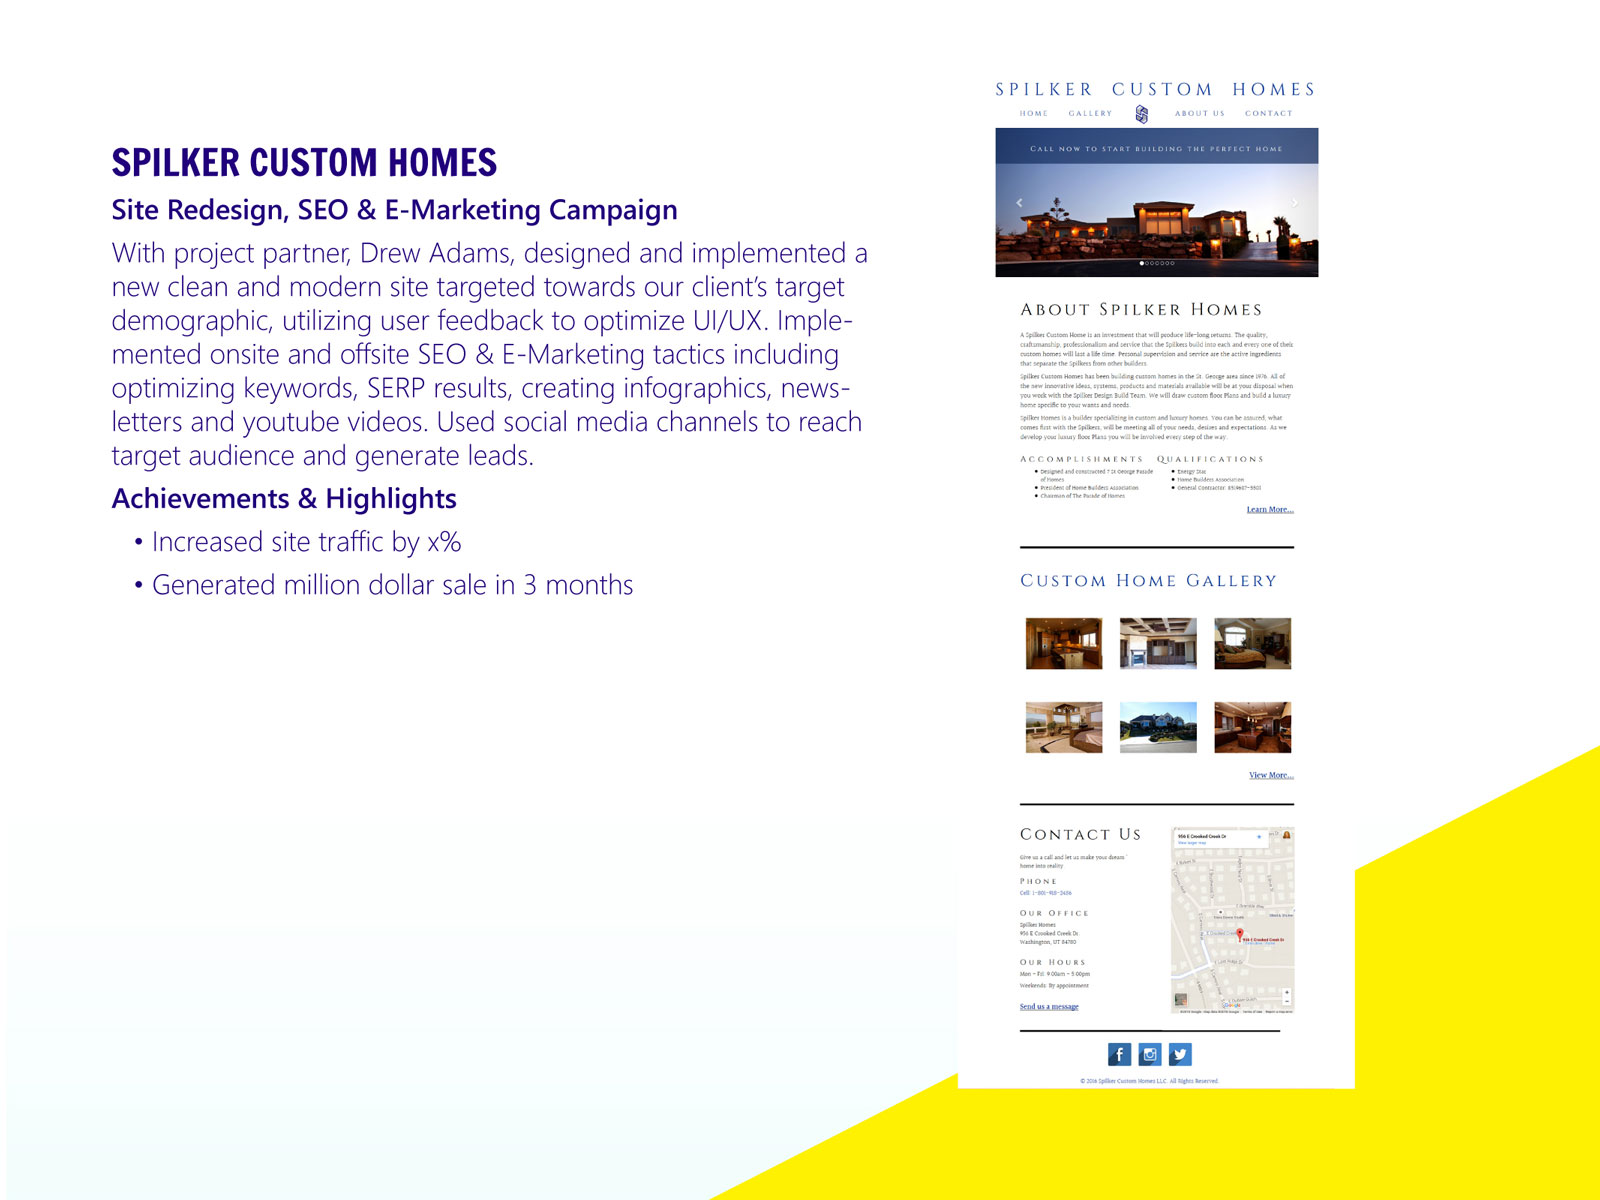 SPILKER CUSTOM HOMES
Site Redesign, SEO & E-Marketing Campaign
With project partner, Drew Adams, designed and implemented a
new clean and modern site targeted towards our client's target
demographic, utilizing user feedback to optimize UI/UX. Imple-
mented onsite and offsite SEO & E-Marketing tactics including
optimizing keywords, SERP results, creating infographics, news-
letters and youtube videos. Used social media channels to reach
target audience and generate leads.
Achievements & Highlights
• Increased site traffic by x%
• Generated million dollar sale in 3 months
SPILKER CUSTOM HOMES
HOME GALLERY ABOUT US CONTACT
CALL NOW TO START BUILDING THE PERFECT HOME
ABOUT SPILKER HOMES
A Spilker Custom Home is an investment that will produce life-long returns. The quality,
craftsmanship, professionalism and service that the Spilkers build into each and every one of their
custom homes will last a life time. Personal supervision and service are the active ingredients
that separate the Spilkers from other builders.
Spilker Custom Homes has been building custom homes in the St. George area since 1976. All of
the new innovative ideas, systems, products and materials available will be at your disposal when
you work with the Spilker Design Build Team. We will draw custom floor Plans and build a luxury
home specific to your wants and needs.
Spilker Homes is a builder specializing in custom and luxury homes. You can be assured, what
comes first with the Spilkers, will be meeting all of your needs, desires and expectations. As we
develop your luxury floor Plans you will be involved every step of the way.
ACCOMPLISHMENTS
• Designed and constructed 7 St George Parade
of Homes
• President of Home Builders Association
• Chairman of The Parade of Homes
QUALIFICATIONS
• Energy Star
• Home Builders Association
• General Contractor:
Learn More...
CUSTOM HOME GALLERY
View More...
CONTACT US
Give us a call and let us make your dream
home into reality
PHONE
Cell: 1-801-918-2456
OUR OFFICE
Spilker Homes
956 E Crooked Creek Dr.
Washington, UT 84780
OUR HOURS
Mon - Fri: 9:00am - 5:00pm
Weekends: By appointment
Send us a message
956 E Crooked Creek Dr
View larger map
956 E Crooked Creek Dr
Google
© 2016 Spilker Custom Homes LLC. All Rights Reserved.